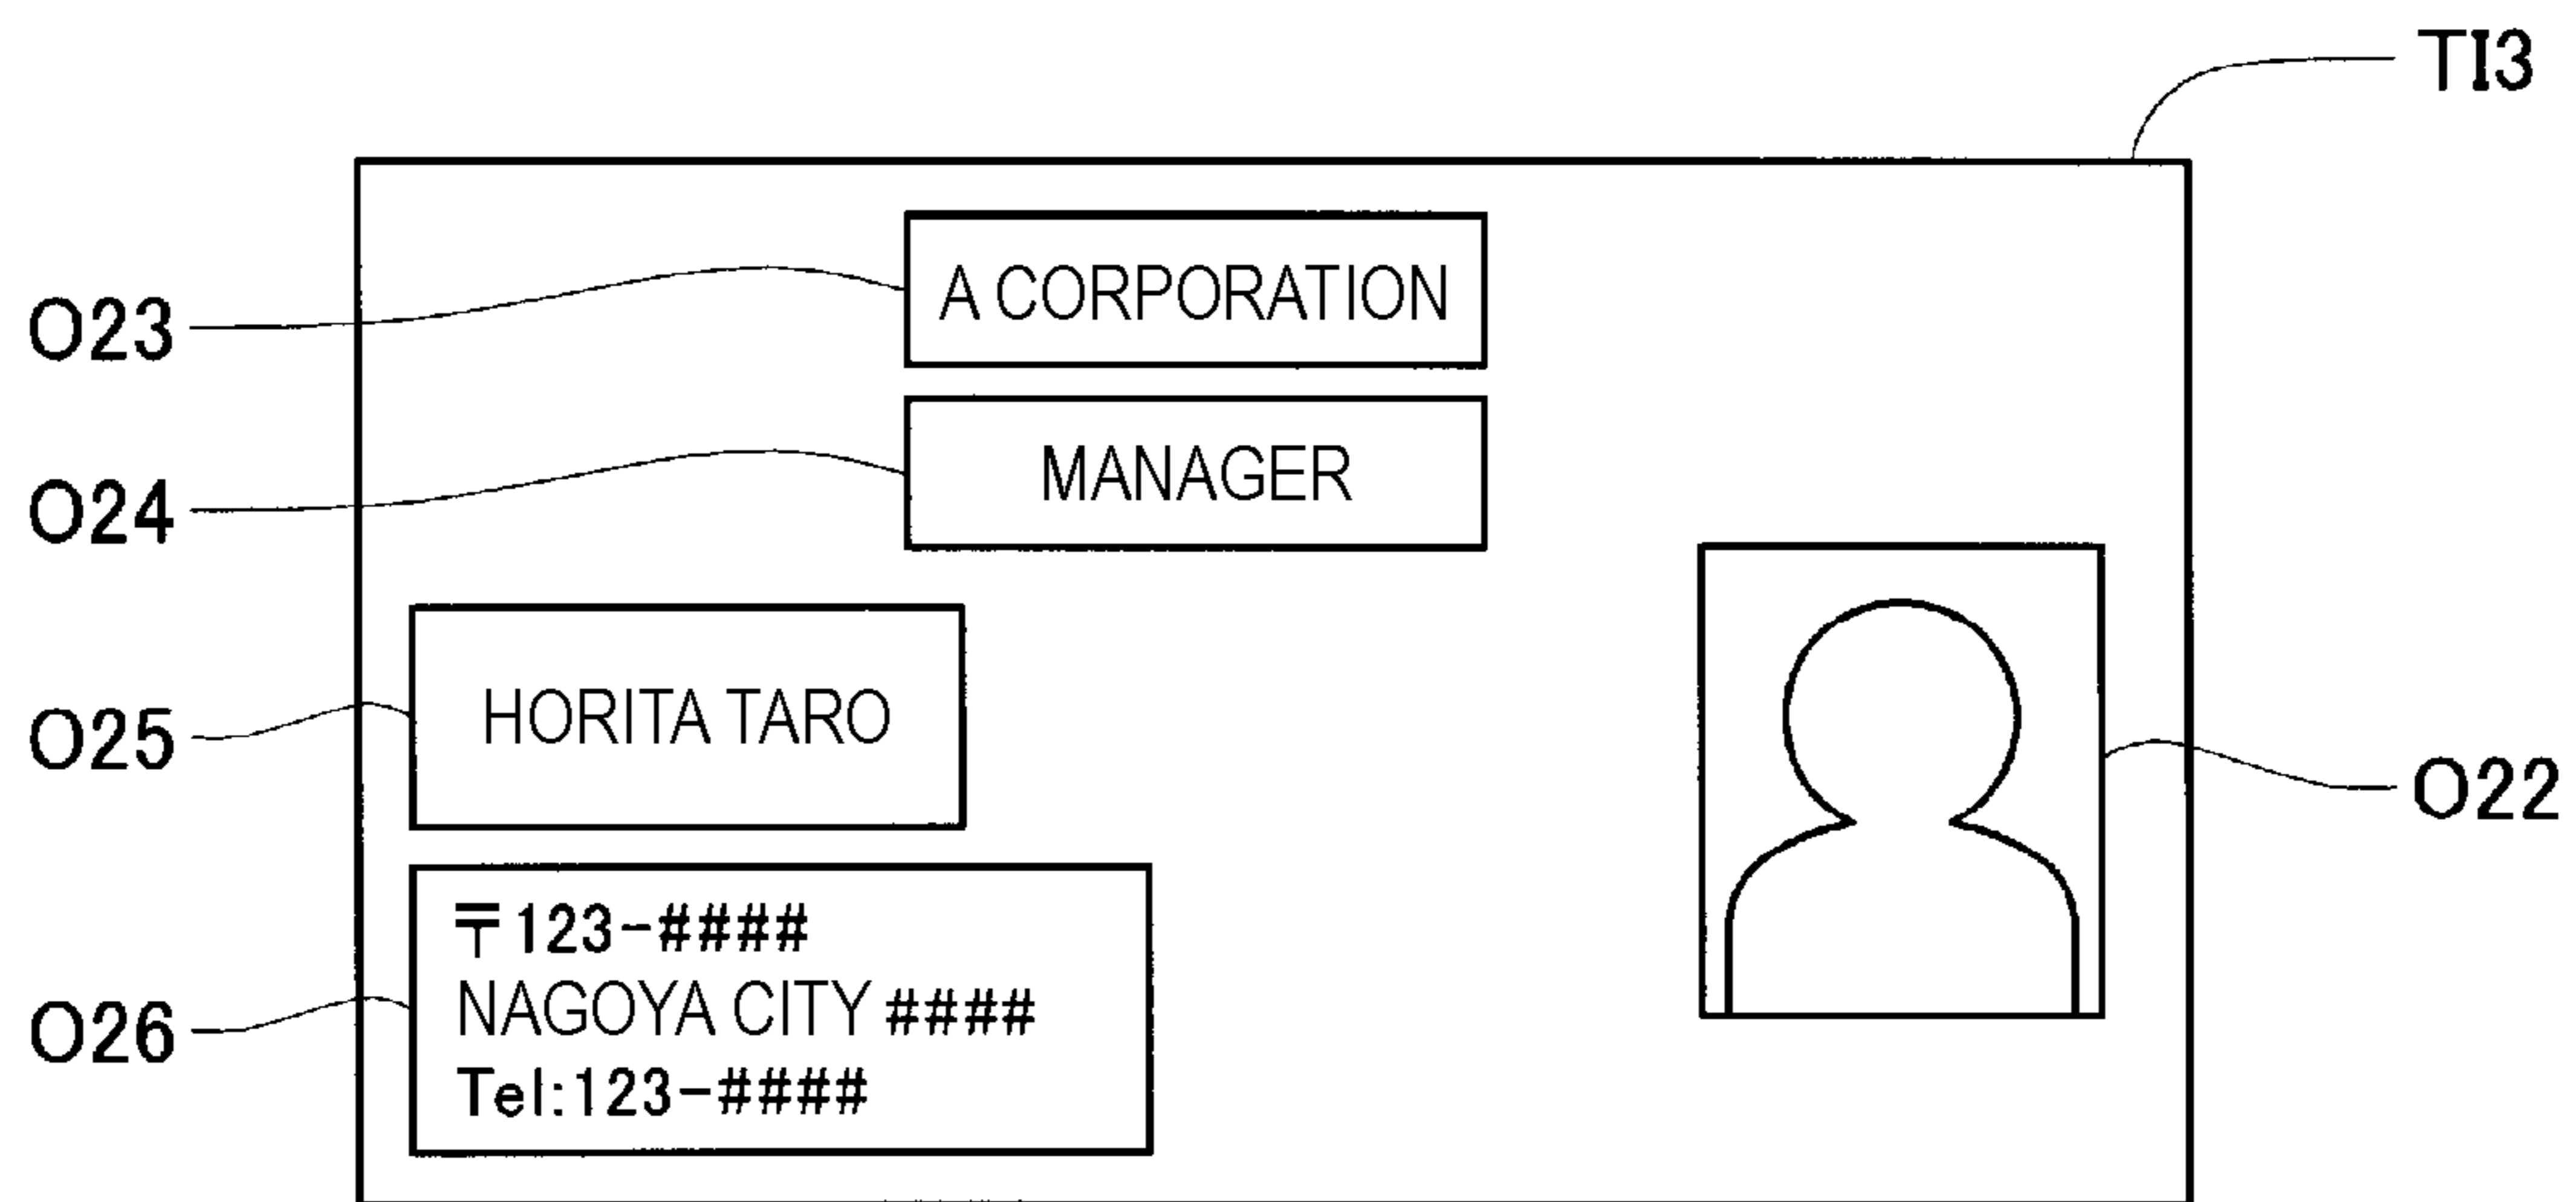 TI3
A CORPORATION
O23
MANAGER
O24
HORITA TARO
O25
O22
〒123-####
NAGOYA CITY ####
O26
Tel:123-####